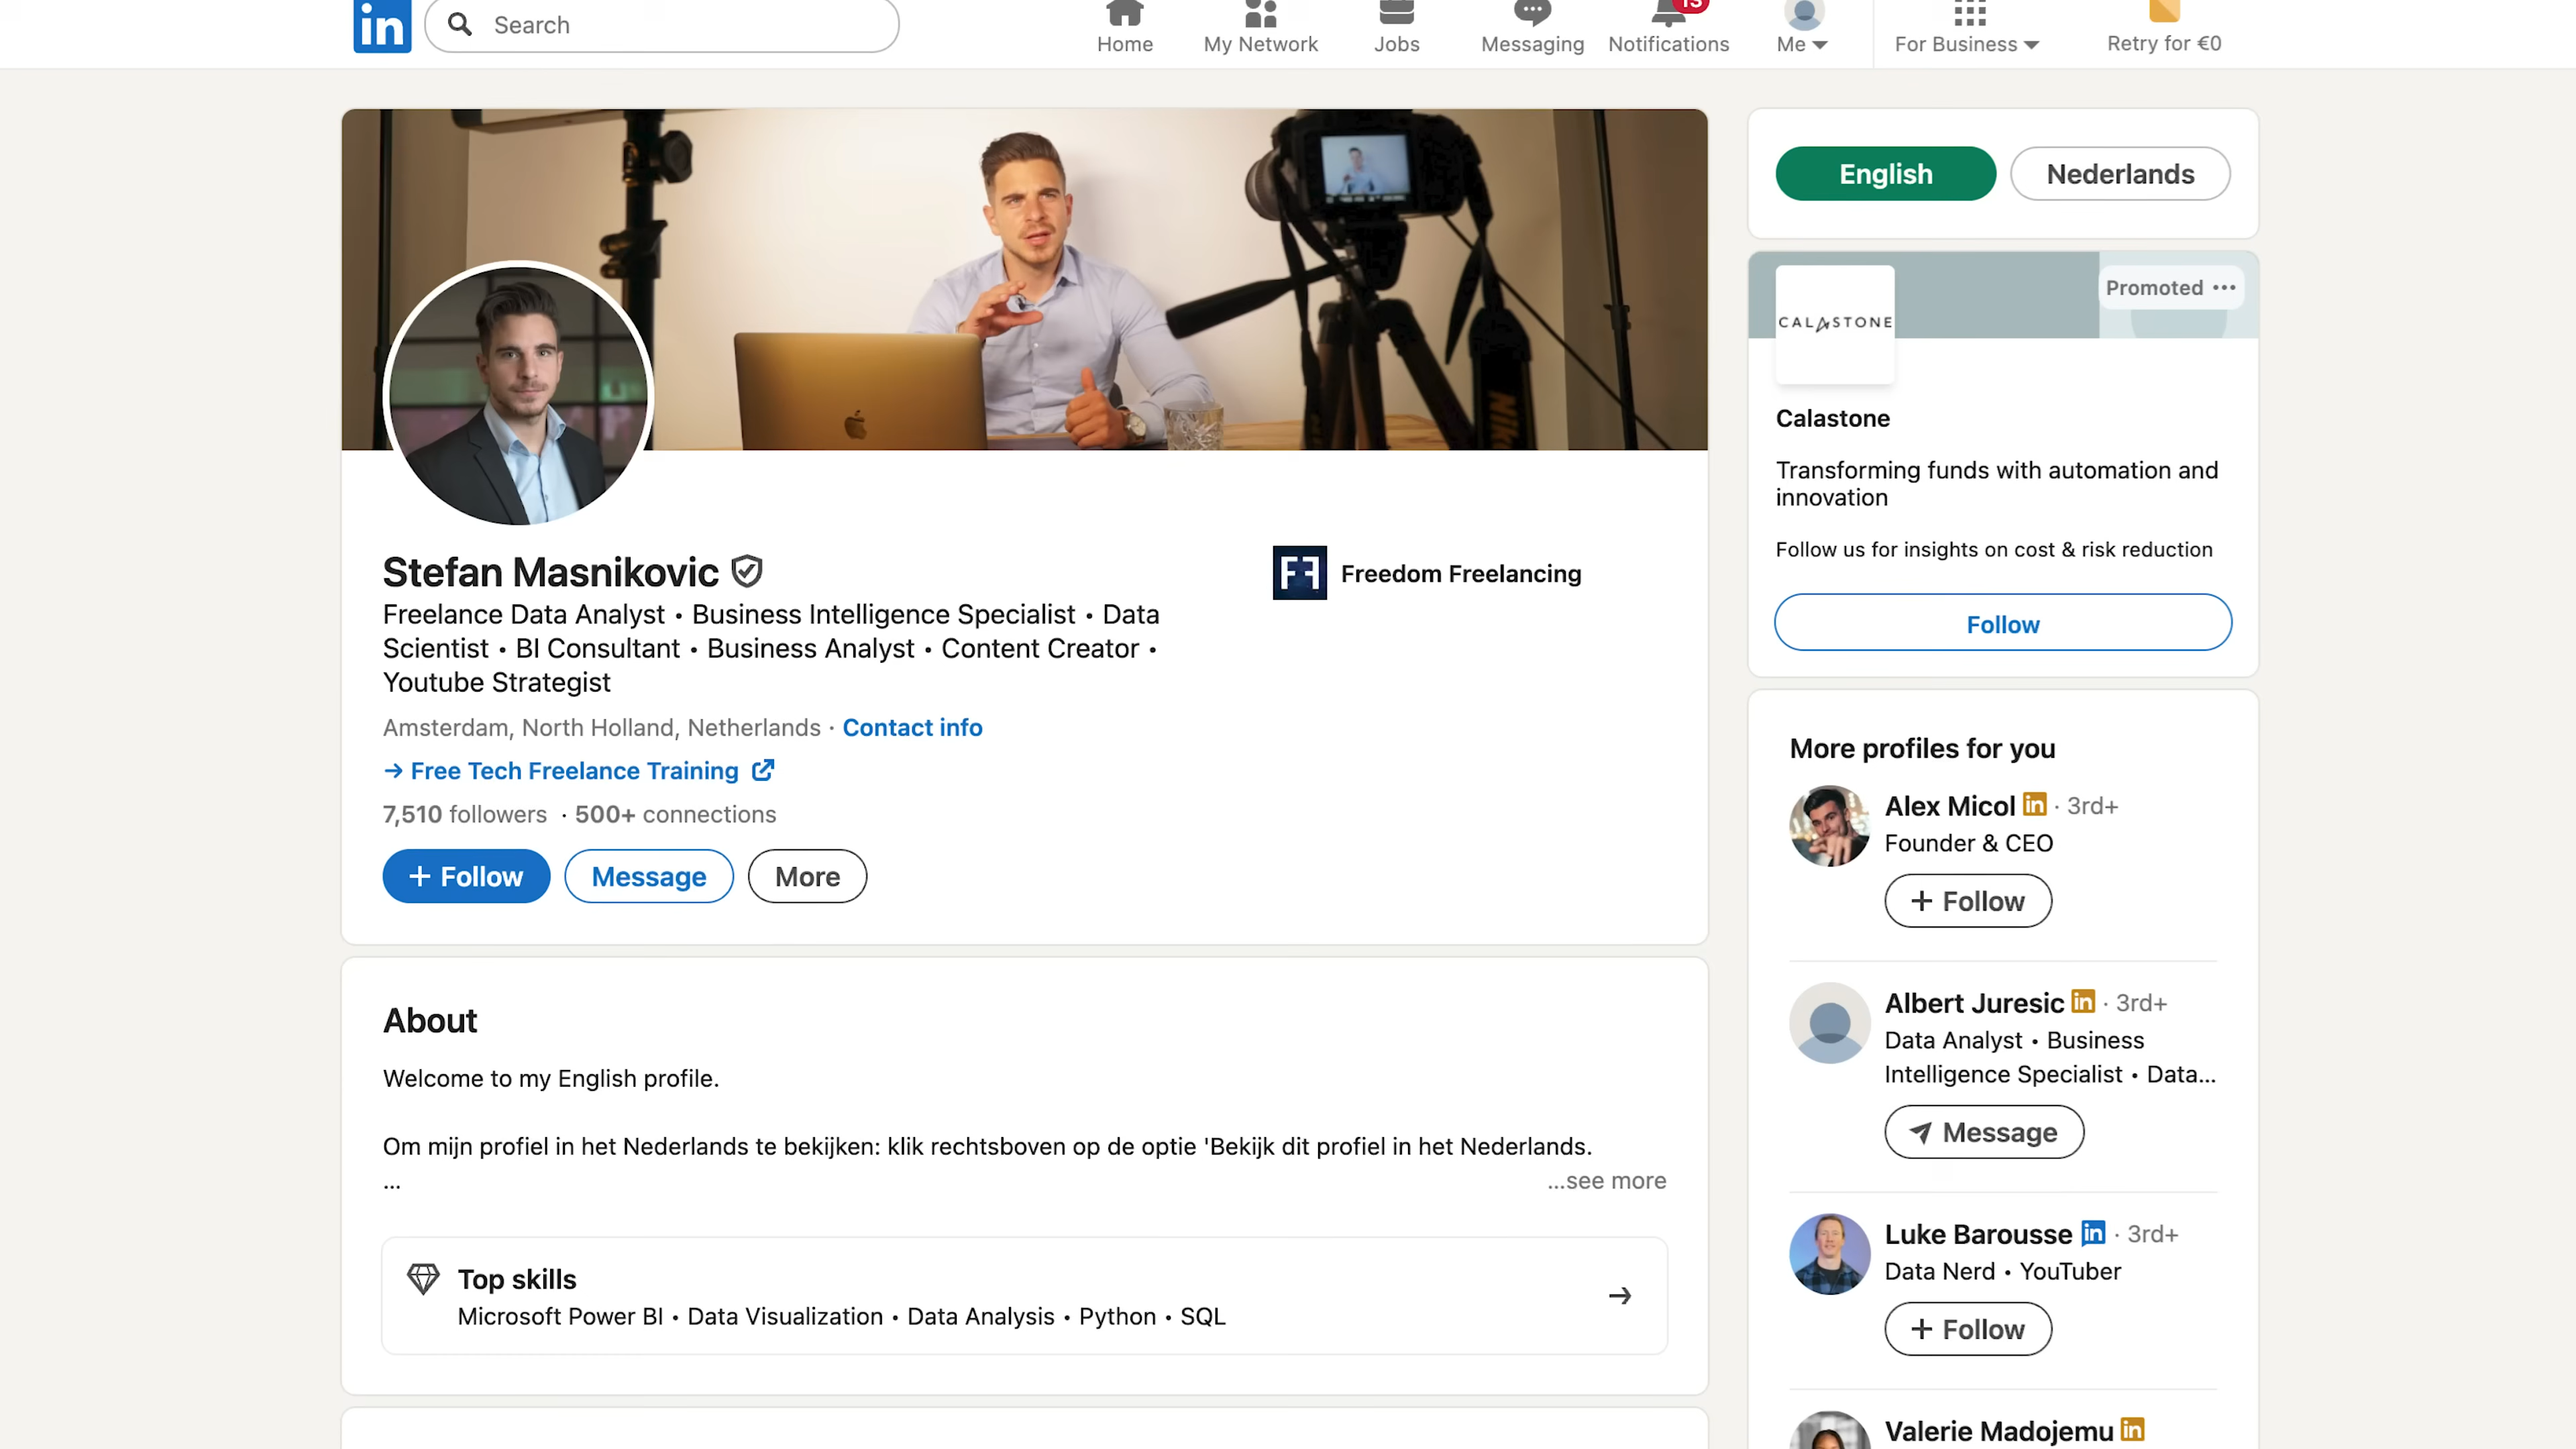 in
Search
Home
My Network
Jobs
Messaging
Notifications
Me
For Business
Retry for €0
English
Nederlands
Promoted
CALASTONE
Calastone
Transforming funds with automation and
innovation
Follow us for insights on cost & risk reduction
Follow
Stefan Masnikovic
FF
Freedom Freelancing
Freelance Data Analyst • Business Intelligence Specialist • Data
Scientist • BI Consultant • Business Analyst • Content Creator •
Youtube Strategist
Amsterdam, North Holland, Netherlands · Contact info
→ Free Tech Freelance Training
7,510 followers · 500+ connections
+ Follow
Message
More
About
Welcome to my English profile.
Om mijn profiel in het Nederlands te bekijken: klik rechtsboven op de optie 'Bekijk dit profiel in het Nederlands.
...
...see more
Top skills
Microsoft Power BI • Data Visualization • Data Analysis • Python • SQL
More profiles for you
Alex Micol in · 3rd+
Founder & CEO
+ Follow
Albert Juresic in · 3rd+
Data Analyst • Business
Intelligence Specialist • Data...
Message
Luke Barousse in · 3rd+
Data Nerd • YouTuber
+ Follow
Valerie Madojemu in